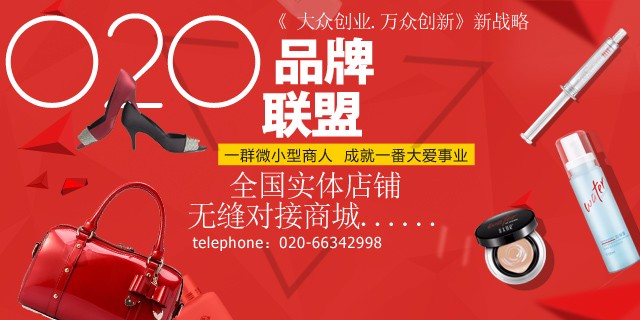 《 大众创业.万众创新》新战略
O2O 品牌
联盟
一群微小型商人 成就一番大爱事业
全国实体店铺
无缝对接商城......
telephone：020-66342998
water